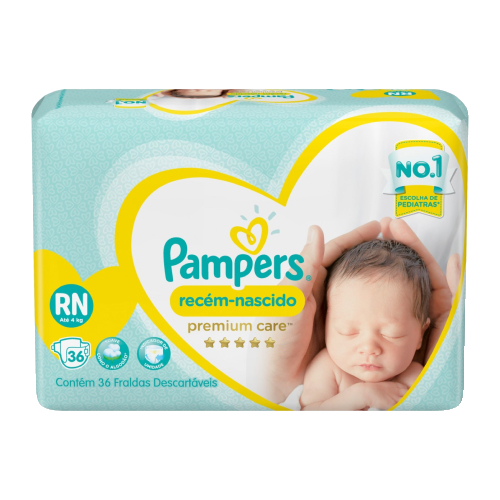 NO.1
ESCOLHA DE
PEDIATRAS*
Pampers®
recém-nascido
premium care™
RN
Até 4 kg
36
Contém 36 Fraldas Descartáveis